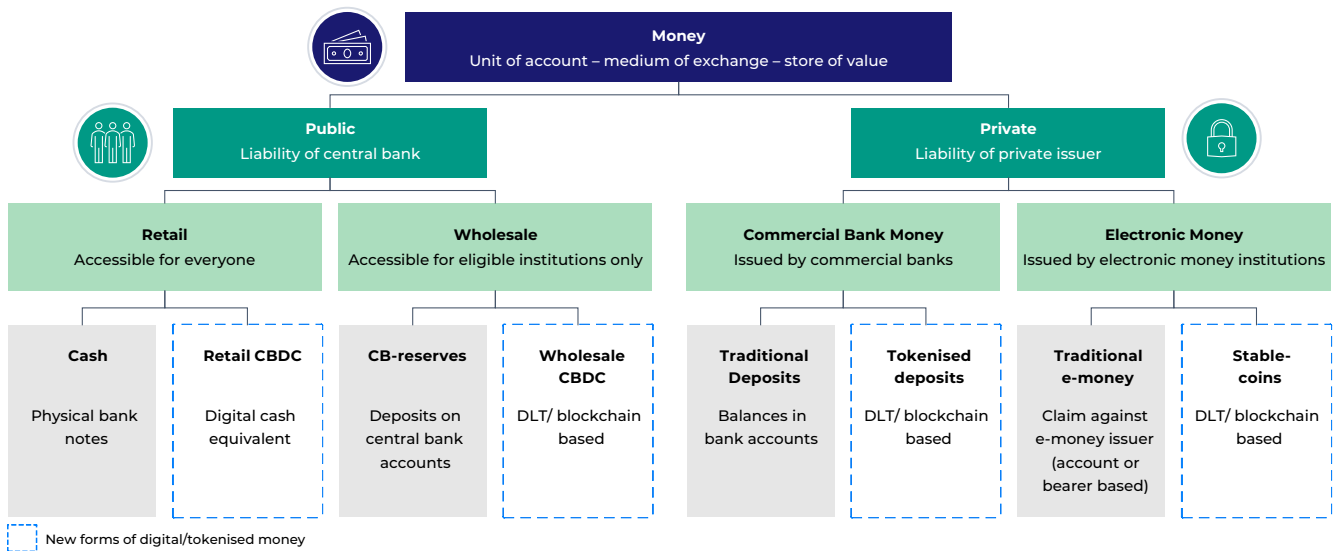 Money
Unit of account – medium of exchange – store of value
Public
Liability of central bank
Private
Liability of private issuer
Retail
Accessible for everyone
Wholesale
Accessible for eligible institutions only
Commercial Bank Money
Issued by commercial banks
Electronic Money
Issued by electronic money institutions
Cash
Physical bank
notes
Retail CBDC
Digital cash
equivalent
CB-reserves
Deposits on
central bank
accounts
Wholesale
CBDC
DLT/ blockchain
based
Traditional
Deposits
Balances in
bank accounts
Tokenised
deposits
DLT/ blockchain
based
Traditional
e-money
Claim against
e-money issuer
(account or
bearer based)
Stable-
coins
DLT/ blockchain
based
New forms of digital/tokenised money